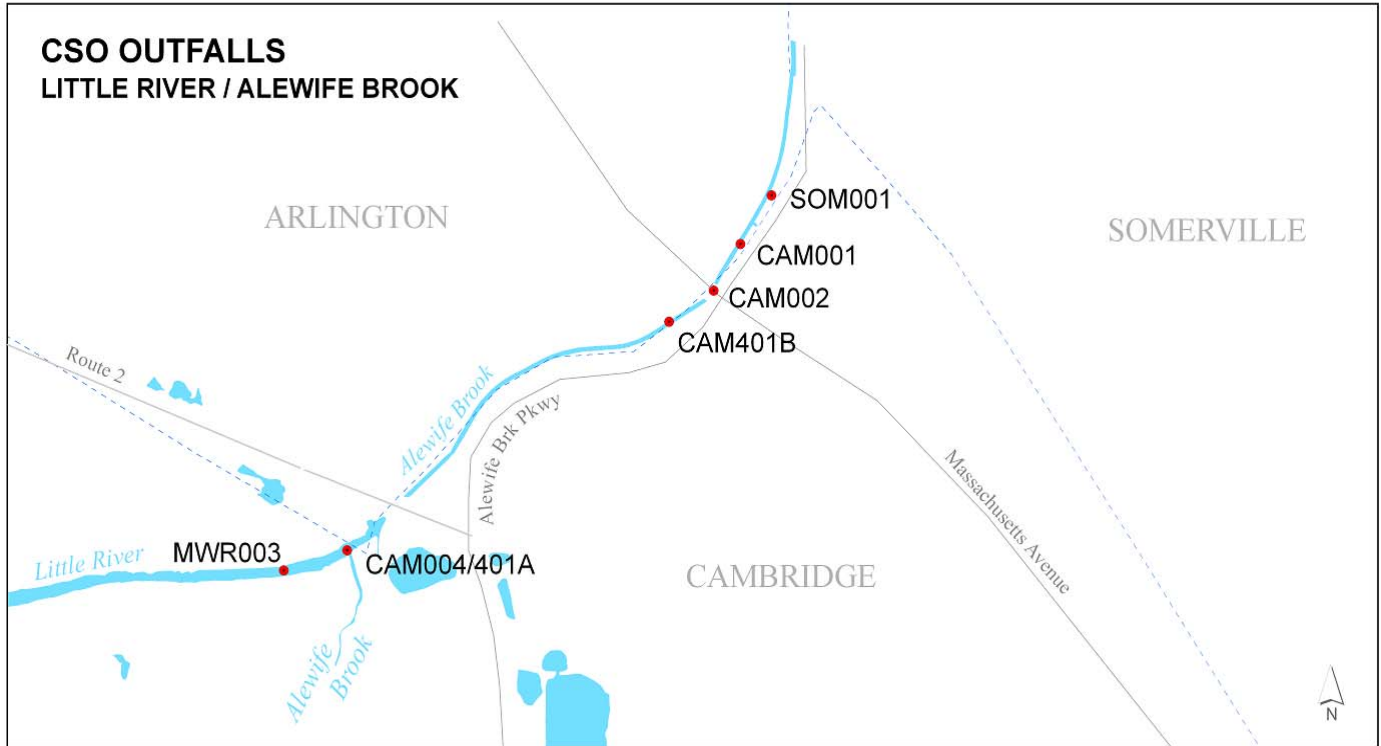 CSO OUTFALLS
LITTLE RIVER / ALEWIFE BROOK
ARLINGTON
SOMERVILLE
SOM001
CAM001
CAM002
CAM401B
Route 2
Alewife Brook
Alewife Brk Pkwy
Massachusetts Avenue
Little River
MWR003
CAM004/401A
CAMBRIDGE
Alewife
Brook
N